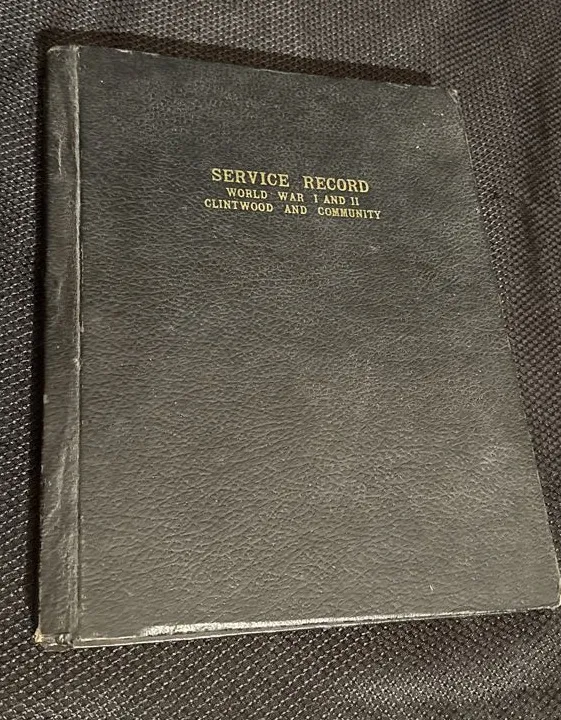 SERVICE RECORD
WORLD WAR I AND II
CLINTWOOD AND COMMUNITY